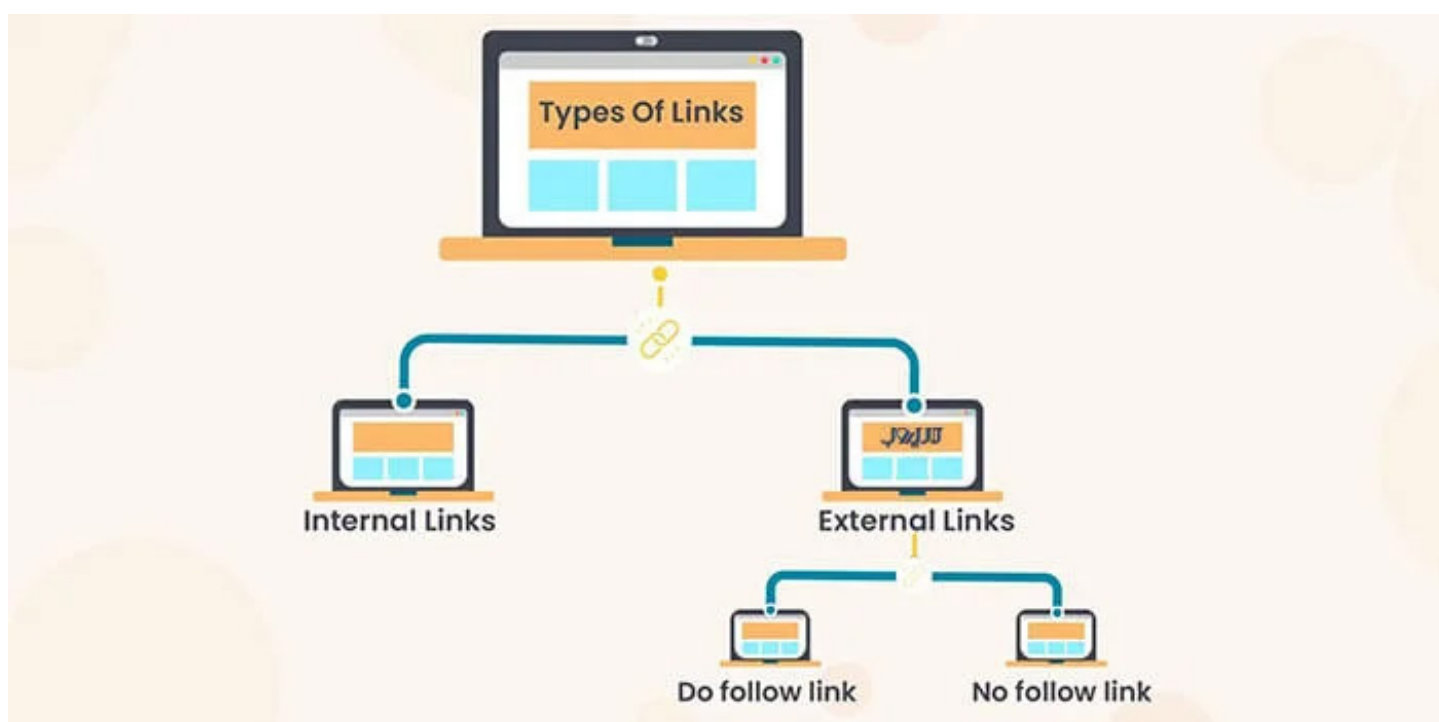 Types Of Links
Internal Links
External Links
Do follow link
No follow link